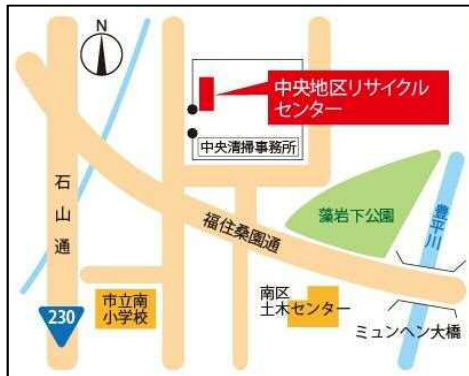 N
中央地区リサイクル
センター
中央清掃事務所
石山通
藻岩下公園
豊平川
福住桑園通
230
市立南
小学校
南区
土木センター
ミュンヘン大橋